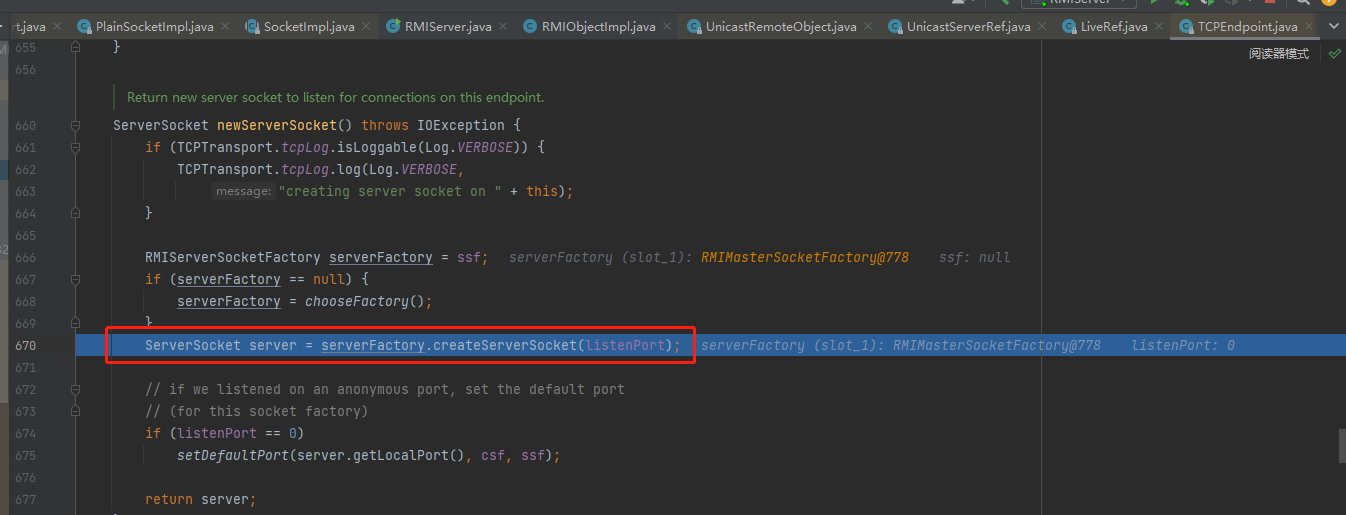 RMIServer
rt.java PlainSocketImpl.java SocketImpl.java RMIServer.java RMIObjectImpl.java UnicastRemoteObject.java UnicastServerRef.java LiveRef.java TCPEndpoint.java
655 }
阅读器模式
656
Return new server socket to listen for connections on this endpoint.
660 ServerSocket newServerSocket() throws IOException {
661 if (TCPTransport.tcpLog.isLoggable(Log.VERBOSE)) {
662 TCPTransport.tcpLog.log(Log.VERBOSE,
663 message: "creating server socket on " + this);
664 }
665
666 RMIServerSocketFactory serverFactory = ssf; serverFactory (slot_1): RMIMasterSocketFactory@778 ssf: null
667 if (serverFactory == null) {
668 serverFactory = chooseFactory();
669 }
670 ServerSocket server = serverFactory.createServerSocket(listenPort); serverFactory (slot_1): RMIMasterSocketFactory@778 listenPort: 0
671
672 // if we listened on an anonymous port, set the default port
673 // (for this socket factory)
674 if (listenPort == 0)
675 setDefaultPort(server.getLocalPort(), csf, ssf);
676
677 return server;